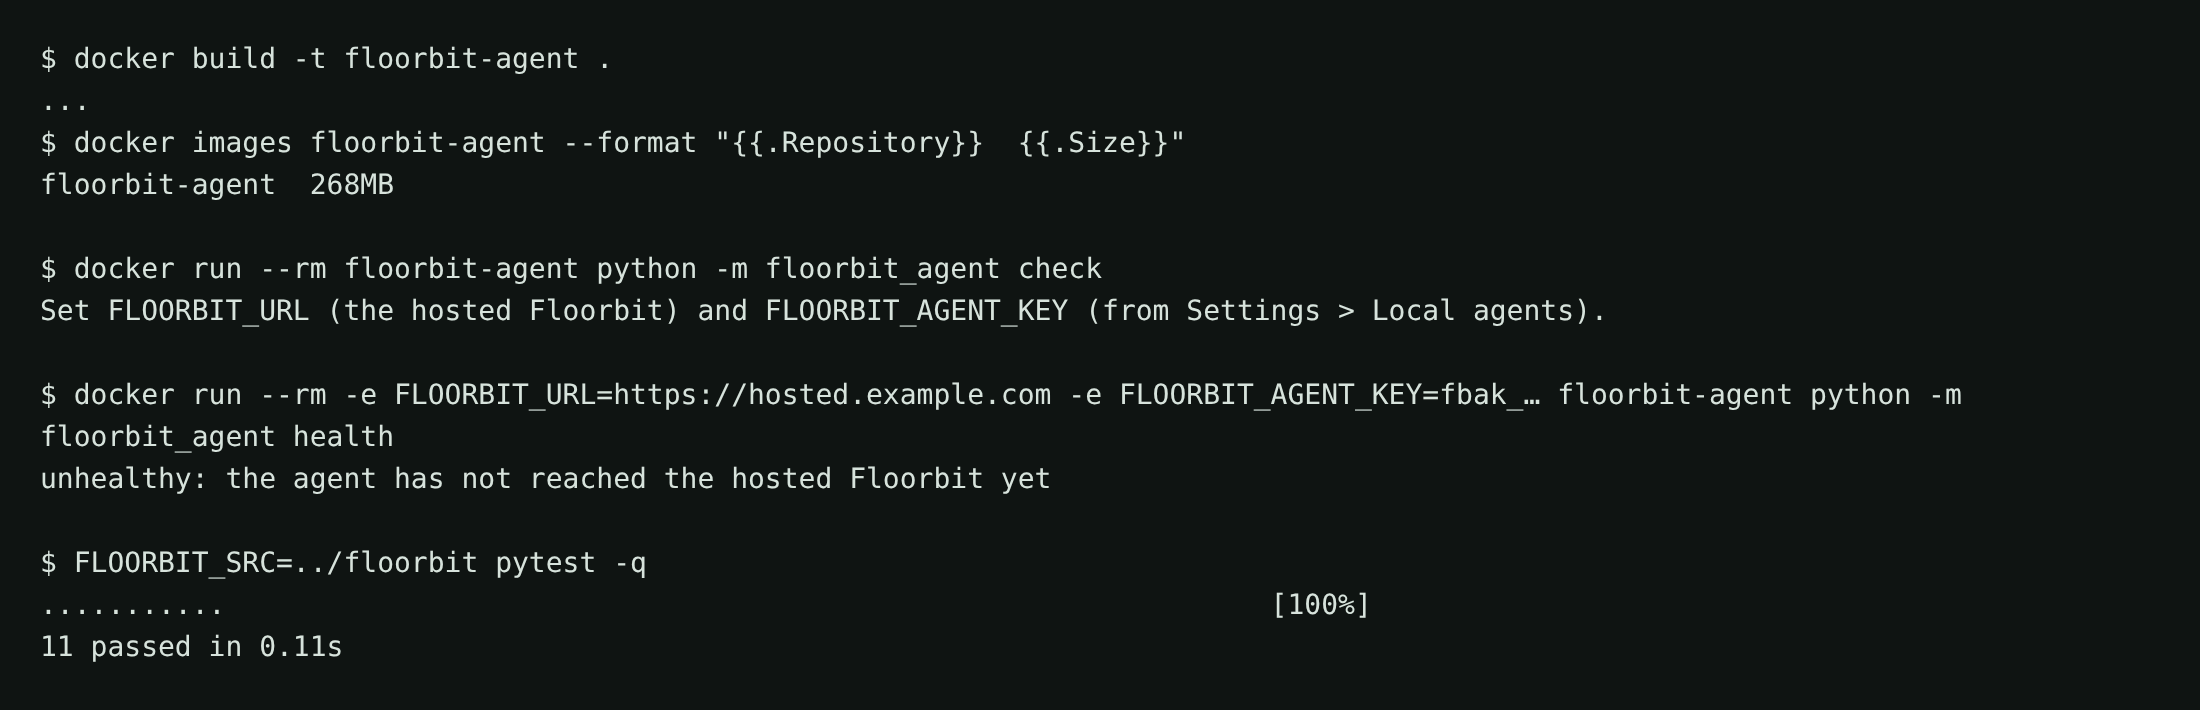 $ docker build -t floorbit-agent .
...
$ docker images floorbit-agent --format "{{.Repository}}  {{.Size}}"
floorbit-agent  268MB
$ docker run --rm floorbit-agent python -m floorbit_agent check
Set FLOORBIT_URL (the hosted Floorbit) and FLOORBIT_AGENT_KEY (from Settings > Local agents).
$ docker run --rm -e FLOORBIT_URL=https://hosted.example.com -e FLOORBIT_AGENT_KEY=fbak_… floorbit-agent python -m
floorbit_agent health
unhealthy: the agent has not reached the hosted Floorbit yet
$ FLOORBIT_SRC=../floorbit pytest -q
...........                                                              [100%]
11 passed in 0.11s